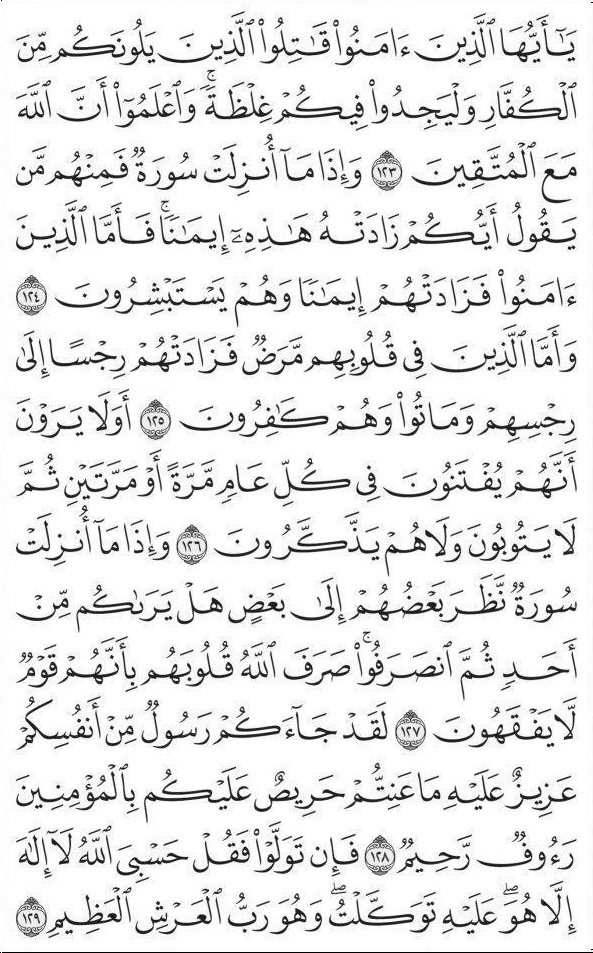 يَٰٓأَيُّهَا ٱلَّذِينَ ءَامَنُوا۟ قَٰتِلُوا۟ ٱلَّذِينَ يَلُونَكُم مِّنَ
ٱلْكُفَّارِ وَلْيَجِدُوا۟ فِيكُمْ غِلْظَةً ۚ وَٱعْلَمُوٓا۟ أَنَّ ٱللَّهَ
مَعَ ٱلْمُتَّقِينَ ١٢٣ وَإِذَا مَآ أُنزِلَتْ سُورَةٌ فَمِنْهُم مَّن
يَقُولُ أَيُّكُمْ زَادَتْهُ هَٰذِهِۦٓ إِيمَٰنًا ۚ فَأَمَّا ٱلَّذِينَ
ءَامَنُوا۟ فَزَادَتْهُمْ إِيمَٰنًا وَهُمْ يَسْتَبْشِرُونَ ١٢٤
وَأَمَّا ٱلَّذِينَ فِى قُلُوبِهِم مَّرَضٌ فَزَادَتْهُمْ رِجْسًا إِلَىٰ
رِجْسِهِمْ وَمَاتُوا۟ وَهُمْ كَٰفِرُونَ ١٢٥ أَوَلَا يَرَوْنَ
أَنَّهُمْ يُفْتَنُونَ فِى كُلِّ عَامٍ مَّرَّةً أَوْ مَرَّتَيْنِ ثُمَّ
لَا يَتُوبُونَ وَلَا هُمْ يَذَّكَّرُونَ ١٢٦ وَإِذَا مَآ أُنزِلَتْ
سُورَةٌ نَّظَرَ بَعْضُهُمْ إِلَىٰ بَعْضٍ هَلْ يَرَىٰكُم مِّنْ
أَحَدٍ ثُمَّ ٱنصَرَفُوا۟ ۚ صَرَفَ ٱللَّهُ قُلُوبَهُم بِأَنَّهُمْ قَوْمٌ
لَّا يَفْقَهُونَ ١٢٧ لَقَدْ جَآءَكُمْ رَسُولٌ مِّنْ أَنفُسِكُمْ
عَزِيزٌ عَلَيْهِ مَا عَنِتُّمْ حَرِيصٌ عَلَيْكُم بِٱلْمُؤْمِنِينَ
رَءُوفٌ رَّحِيمٌ ١٢٨ فَإِن تَوَلَّوْا۟ فَقُلْ حَسْبِىَ ٱللَّهُ لَآ إِلَٰهَ
إِلَّا هُوَ ۖ عَلَيْهِ تَوَكَّلْتُ ۖ وَهُوَ رَبُّ ٱلْعَرْشِ ٱلْعَظِيمِ ١٢٩